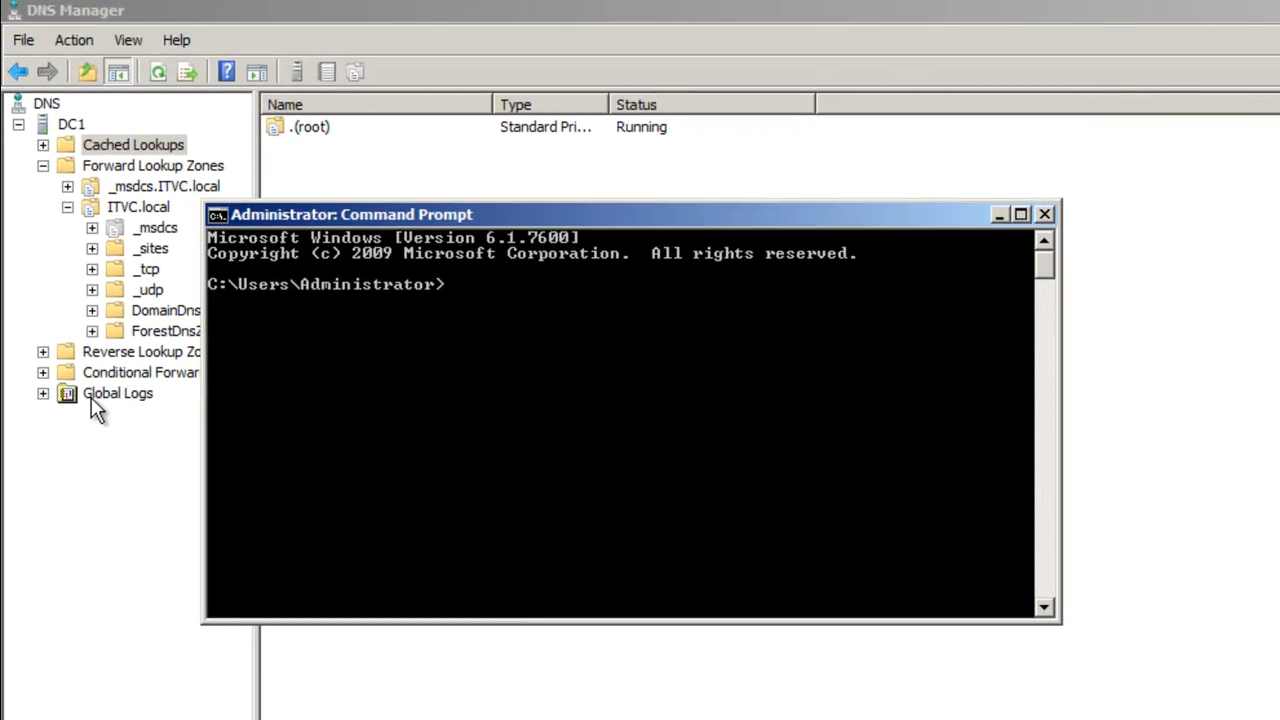 DNS Manager
File Action View Help
DNS
DC1
Cached Lookups
Forward Lookup Zones
_msdcs.ITVC.local
ITVC.local
_msdcs
_sites
_tcp
_udp
DomainDns
ForestDnsZ
Reverse Lookup Zo
Conditional Forwar
Global Logs
Name Type Status
.(root) Standard Pri... Running
Administrator: Command Prompt
Microsoft Windows [Version 6.1.7600]
Copyright (c) 2009 Microsoft Corporation. All rights reserved.
C:\Users\Administrator>